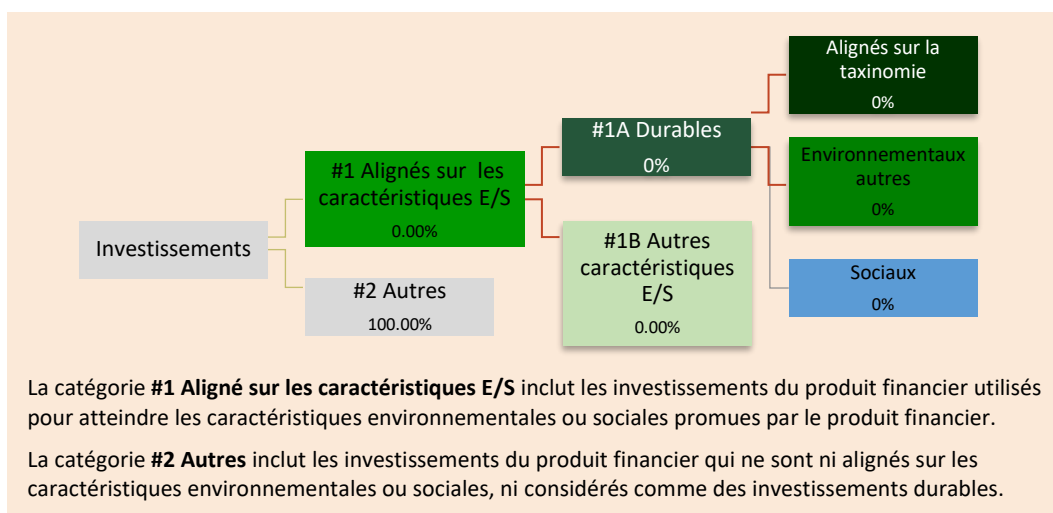 Investissements
#1 Alignés sur les
caractéristiques E/S
0.00%
#2 Autres
100.00%
#1A Durables
0%
#1B Autres
caractéristiques
E/S
0.00%
Alignés sur la
taxinomie
0%
Environnementaux
autres
0%
Sociaux
0%
La catégorie #1 Aligné sur les caractéristiques E/S inclut les investissements du produit financier utilisés
pour atteindre les caractéristiques environnementales ou sociales promues par le produit financier.
La catégorie #2 Autres inclut les investissements du produit financier qui ne sont ni alignés sur les
caractéristiques environnementales ou sociales, ni considérés comme des investissements durables.